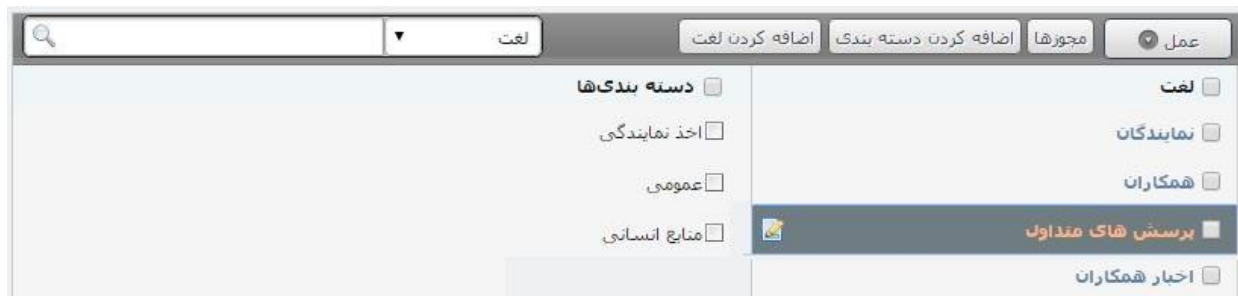 عمل مجوزها اضافه کردن دسته بندی اضافه کردن لغت لغت
لغت دسته بندی‌ها
نمایندگان اخذ نمایندگی
همکاران عمومی
پرسش های متداول منابع انسانی
اخبار همکاران